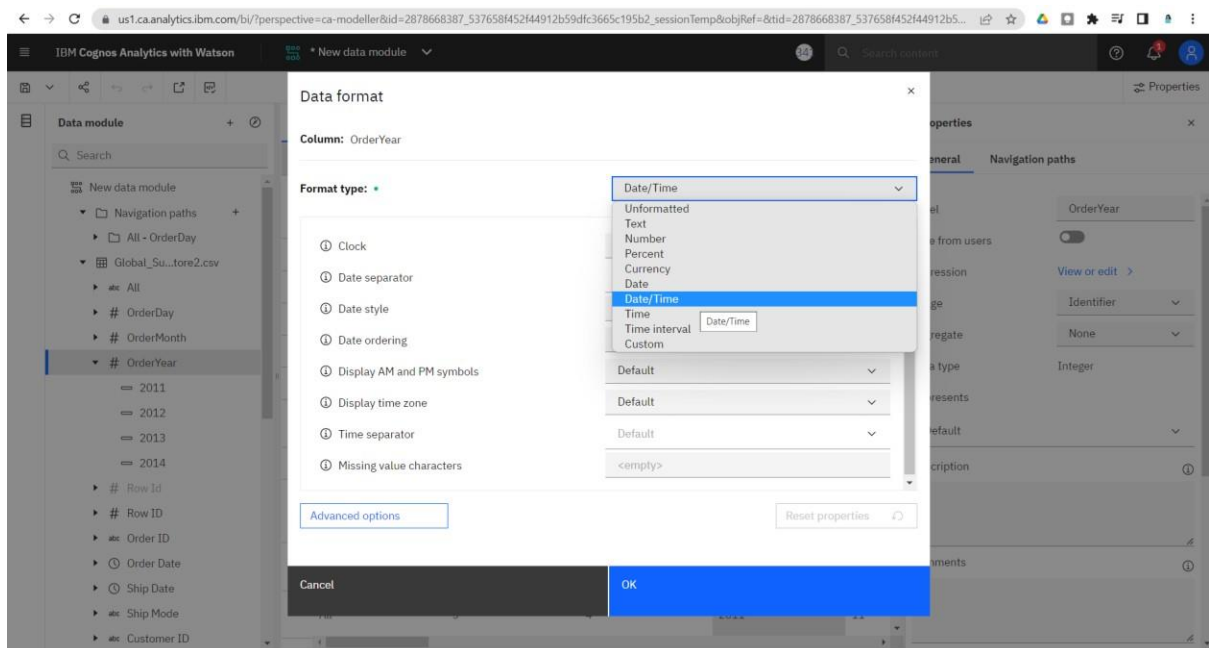 us1.ca.analytics.ibm.com/bi/?perspective=ca-modeller&id=2878668387_537658f452f44912b59dfc3665c195b2_sessionTemp&objRef=&tid=2878668387_537658f452f44912b5...
IBM Cognos Analytics with Watson
* New data module
Search content
Properties
Data module
Search
New data module
Navigation paths
All - OrderDay
Global_Su...tore2.csv
abc All
# OrderDay
# OrderMonth
# OrderYear
2011
2012
2013
2014
# Row Id
# Row ID
abc Order ID
Order Date
Ship Date
abc Ship Mode
abc Customer ID
Data format
Column: OrderYear
Format type:
Date/Time
Unformatted
Text
Number
Percent
Currency
Date
Date/Time
Time
Time interval
Custom
Date/Time
Clock
Date separator
Date style
Date ordering
Display AM and PM symbols
Default
Display time zone
Default
Time separator
Default
Missing value characters
<empty>
Advanced options
Reset properties
Cancel
OK
operties
eneral
Navigation paths
el
OrderYear
e from users
ression
View or edit
ge
Identifier
regate
None
a type
Integer
resents
efault
cription
mments